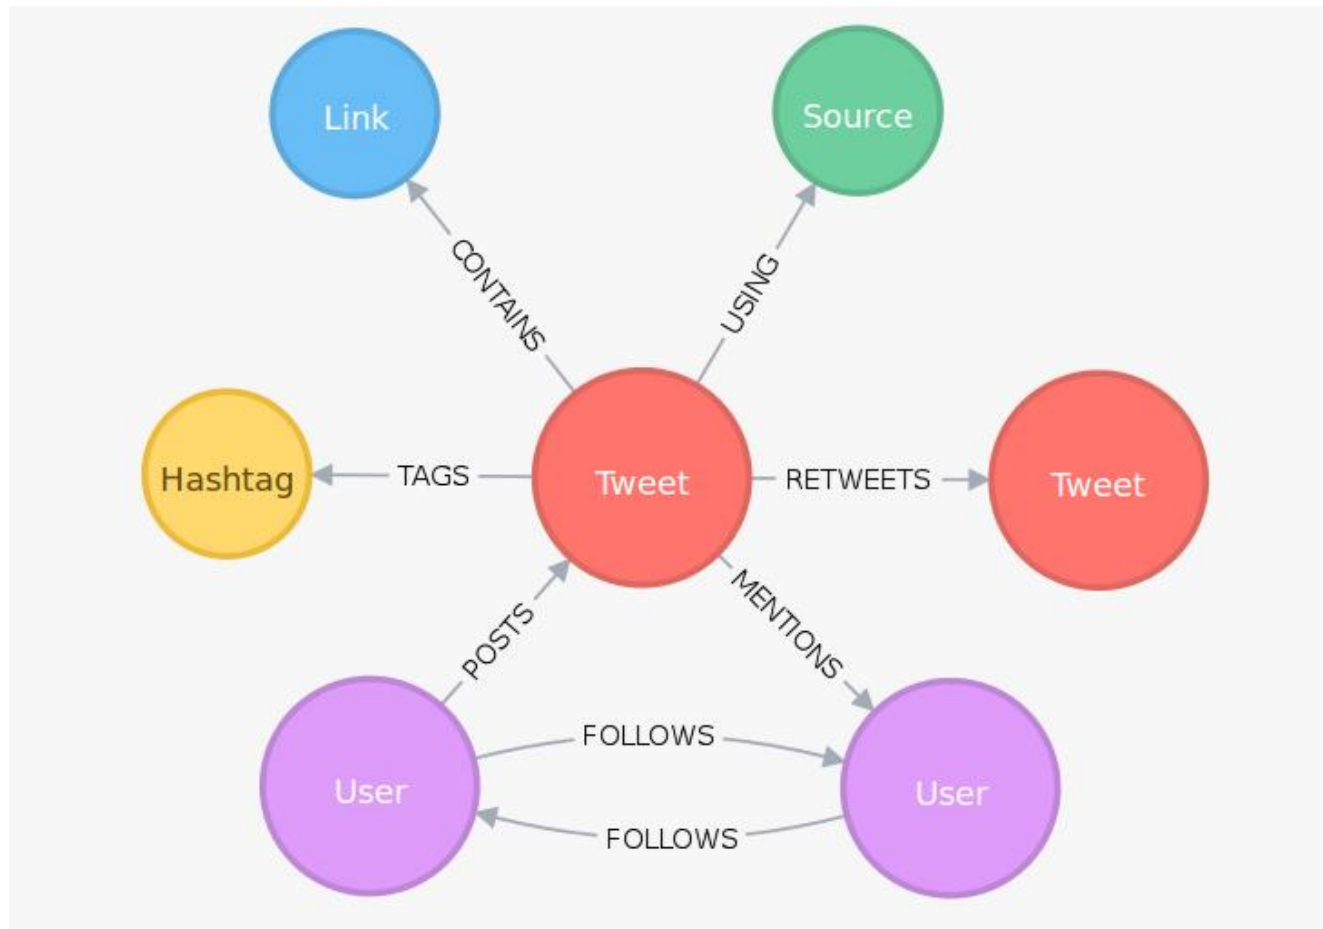 Link
Source
CONTAINS
USING
Hashtag
TAGS
Tweet
RETWEETS
Tweet
POSTS
MENTIONS
User
FOLLOWS
User
FOLLOWS